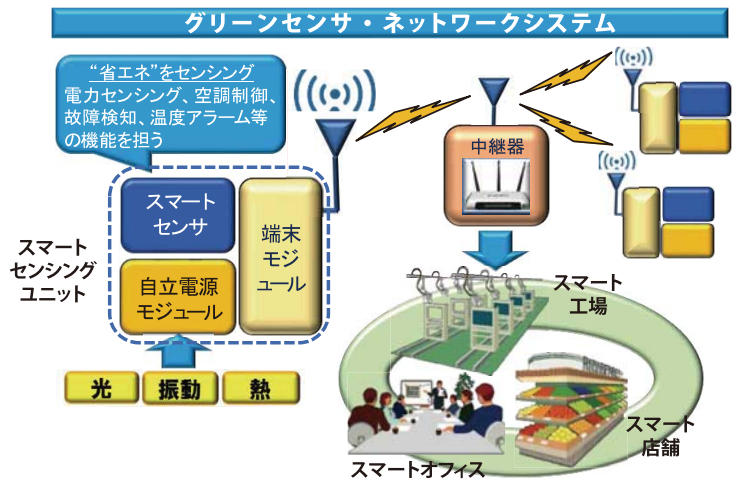 グリーンセンサ・ネットワークシステム
“省エネ”をセンシング
電力センシング、空調制御、
故障検知、温度アラーム等
の機能を担う
中継器
スマート
センサ
端末
モジ
ュール
自立電源
モジュール
スマート
センシング
ユニット
光
振動
熱
スマート
工場
スマート
店舗
スマートオフィス